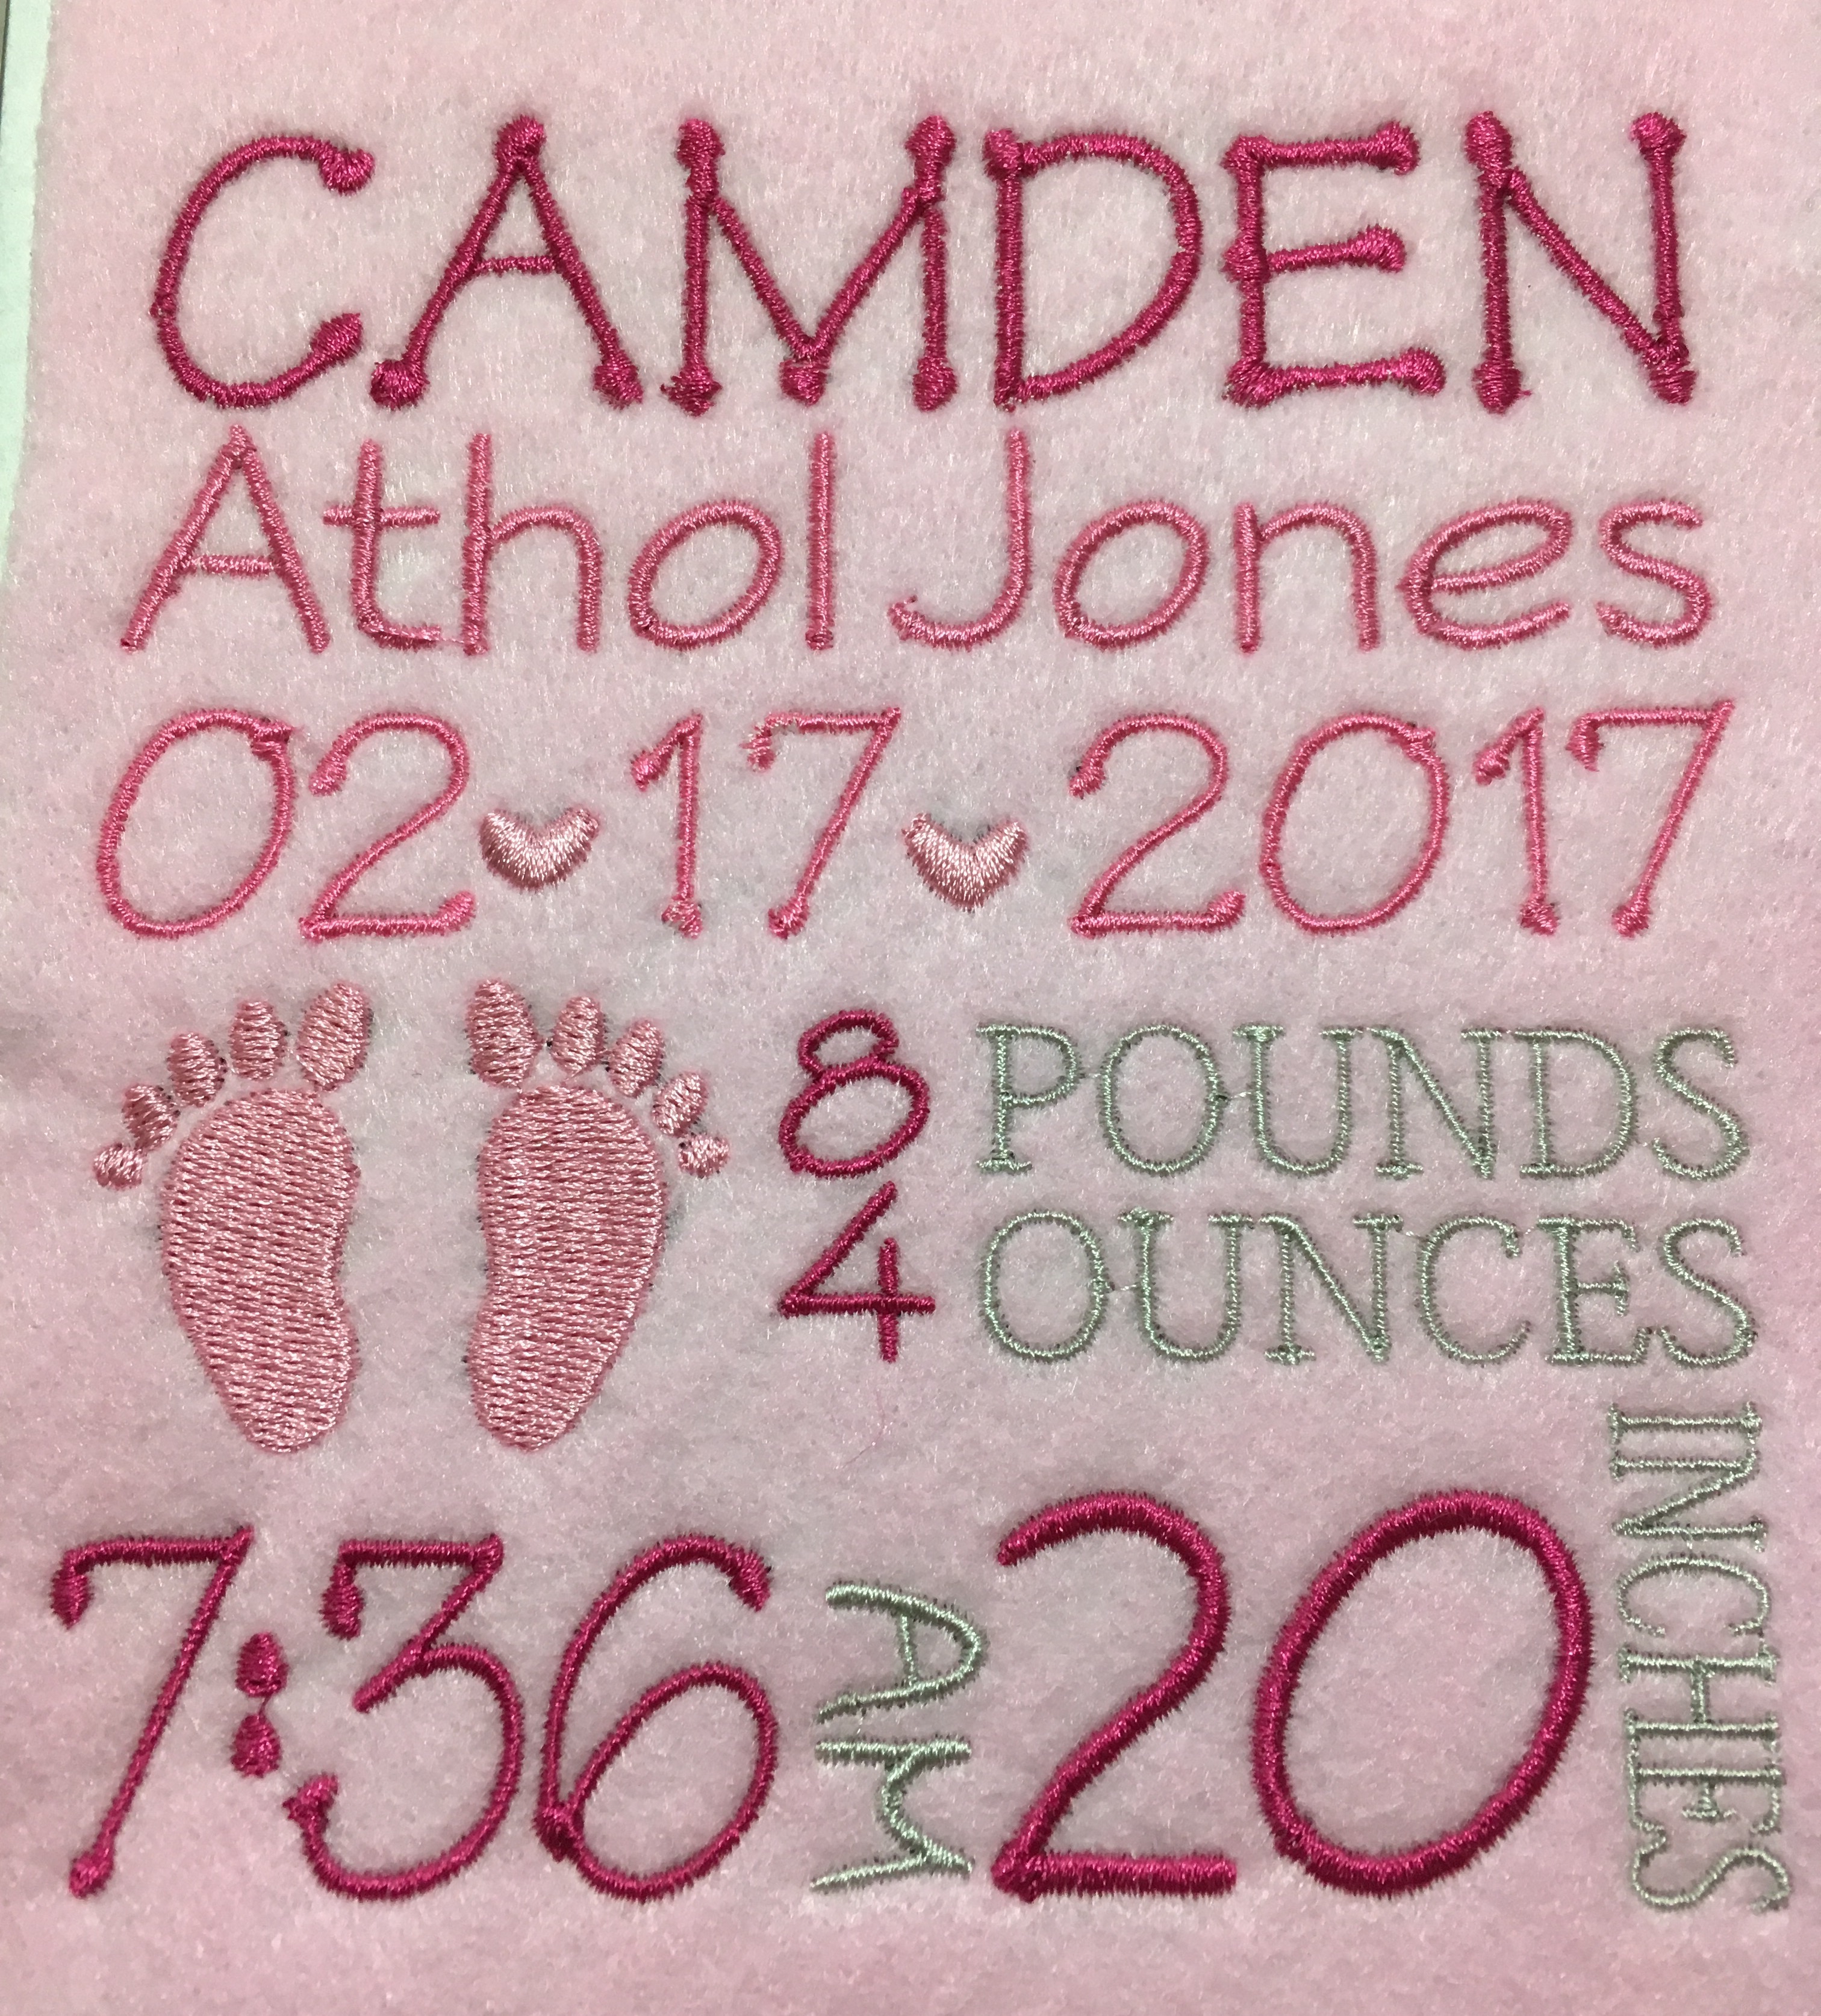 CAMDEN
Athol Jones
02 17 2017
8 POUNDS
4 OUNCES
7:36 AM
20 INCHES